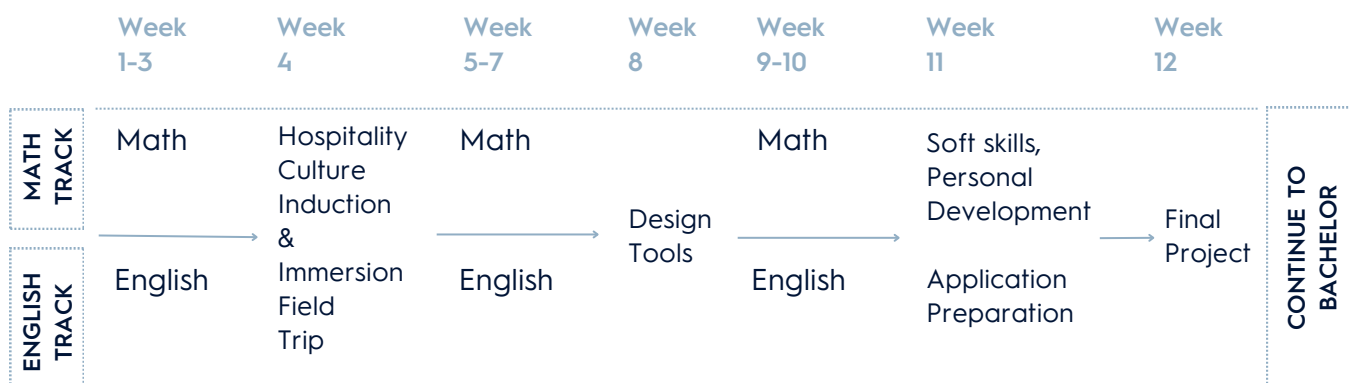 Week
1-3
Week
4
Week
5-7
Week
8
Week
9-10
Week
11
Week
12
MATH
TRACK
Math
Hospitality
Culture
Induction
&
Immersion
Field
Trip
Math
Design
Tools
Math
Soft skills,
Personal
Development
Application
Preparation
Final
Project
CONTINUE TO
BACHELOR
ENGLISH
TRACK
English
English
English